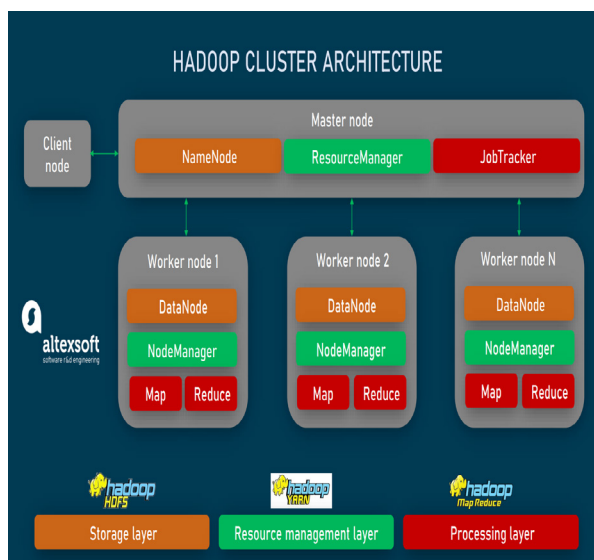 HADOOP CLUSTER ARCHITECTURE
Master node
Client
node
NameNode
ResourceManager
JobTracker
Worker node 1
DataNode
NodeManager
Map
Reduce
Worker node 2
DataNode
NodeManager
Map
Reduce
Worker node N
DataNode
NodeManager
Map
Reduce
altexsoft
software r&d engineering
hadoop
HDFS
hadoop
YARN
hadoop
Map Reduce
Storage layer
Resource management layer
Processing layer